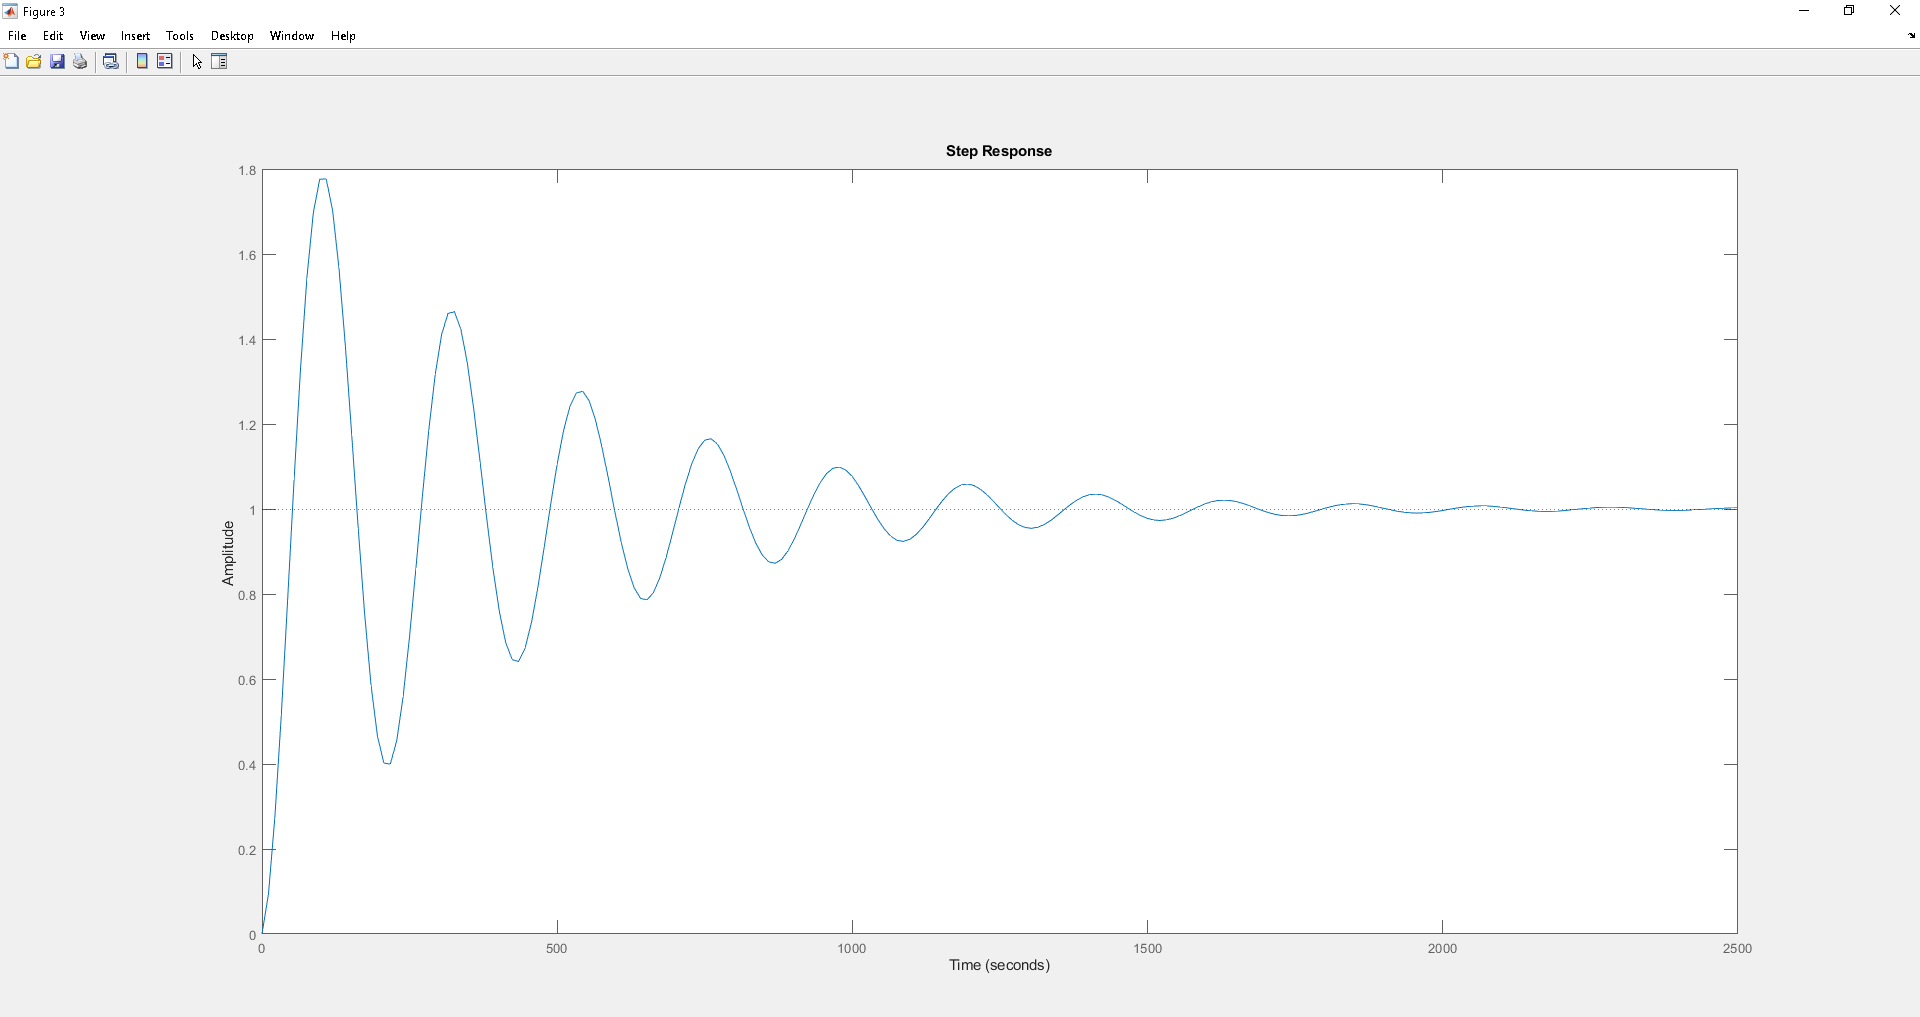 Figure 3
File Edit View Insert Tools Desktop Window Help
Step Response
1.8
1.6
1.4
1.2
1
0.8
0.6
0.4
0.2
0
Amplitude
0 500 1000 1500 2000 2500
Time (seconds)